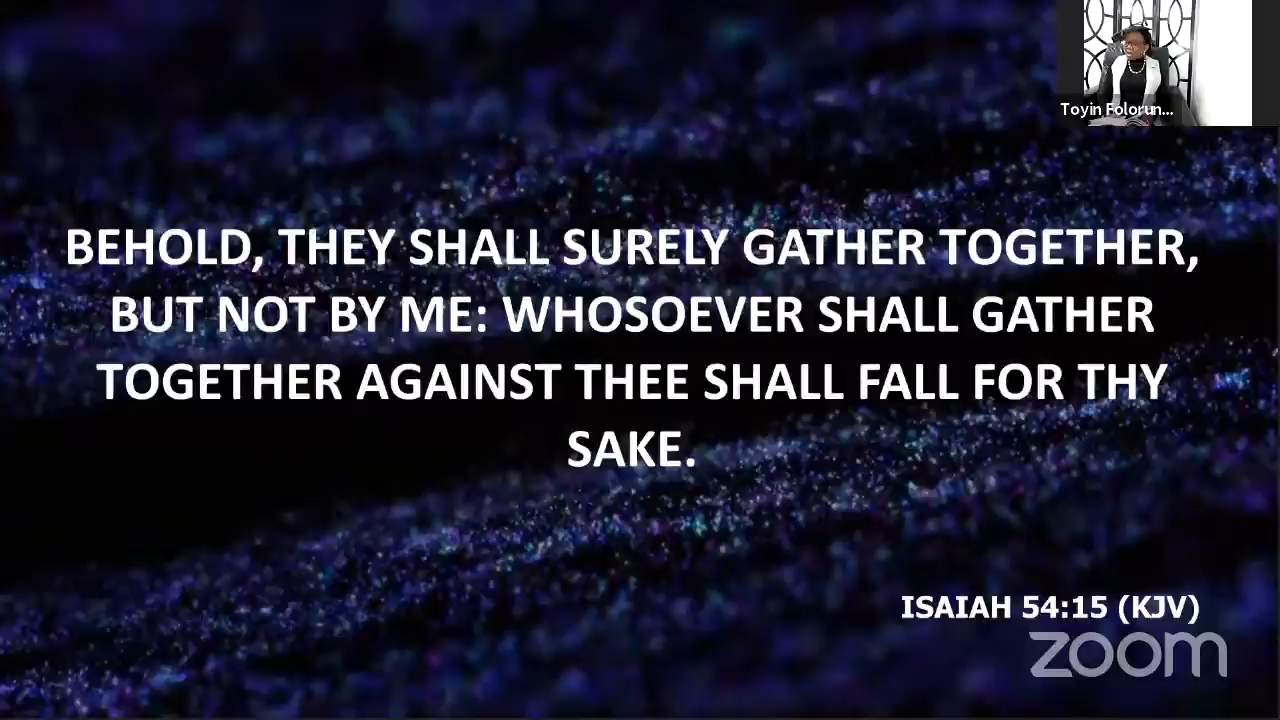 Toyin Folorun...
BEHOLD, THEY SHALL SURELY GATHER TOGETHER,
BUT NOT BY ME: WHOSOEVER SHALL GATHER
TOGETHER AGAINST THEE SHALL FALL FOR THY
SAKE.
ISAIAH 54:15 (KJV)
zoom